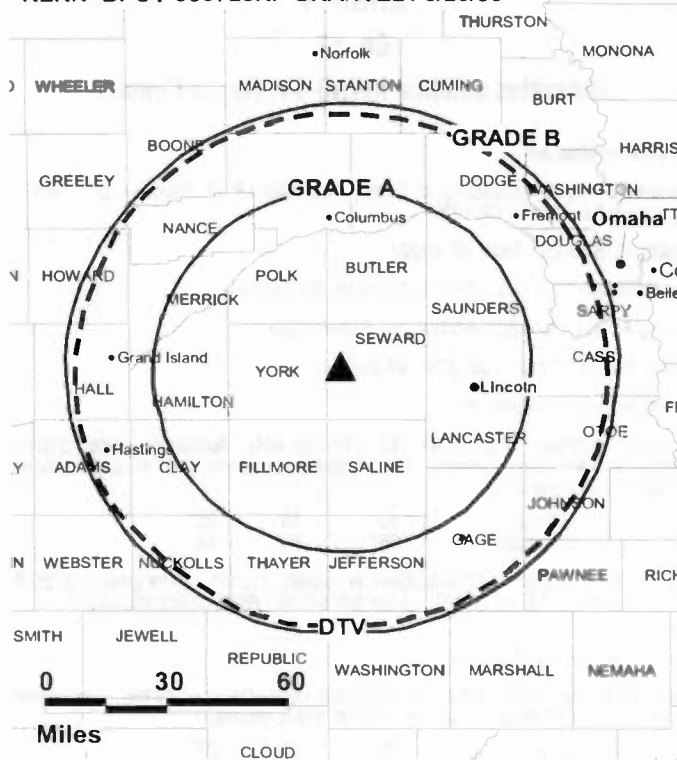 THURSTON
Norfolk
MONONA
WHEELER
MADISON STANTON CUMING
BURT
BOONE
GRADE B
HARRIS
GREELEY
GRADE A
DODGE
WASHINGTON
Columbus
Fremont
Omaha
NANCE
DOUGLAS
BUTLER
HOWARD
POLK
Belle
MERRICK
SAUNDERS
SARPY
SEWARD
Grand Island
CASS
YORK
HALL
Lincoln
HAMILTON
OTOE
LANCASTER
Hastings
ADAMS CLAY FILLMORE SALINE
JOHNSON
GAGE
WEBSTER NUCKOLLS THAYER JEFFERSON
PAWNEE RICH
DTV
SMITH JEWELL
REPUBLIC
WASHINGTON MARSHALL NEMAHA
0 30 60
Miles
CLOUD